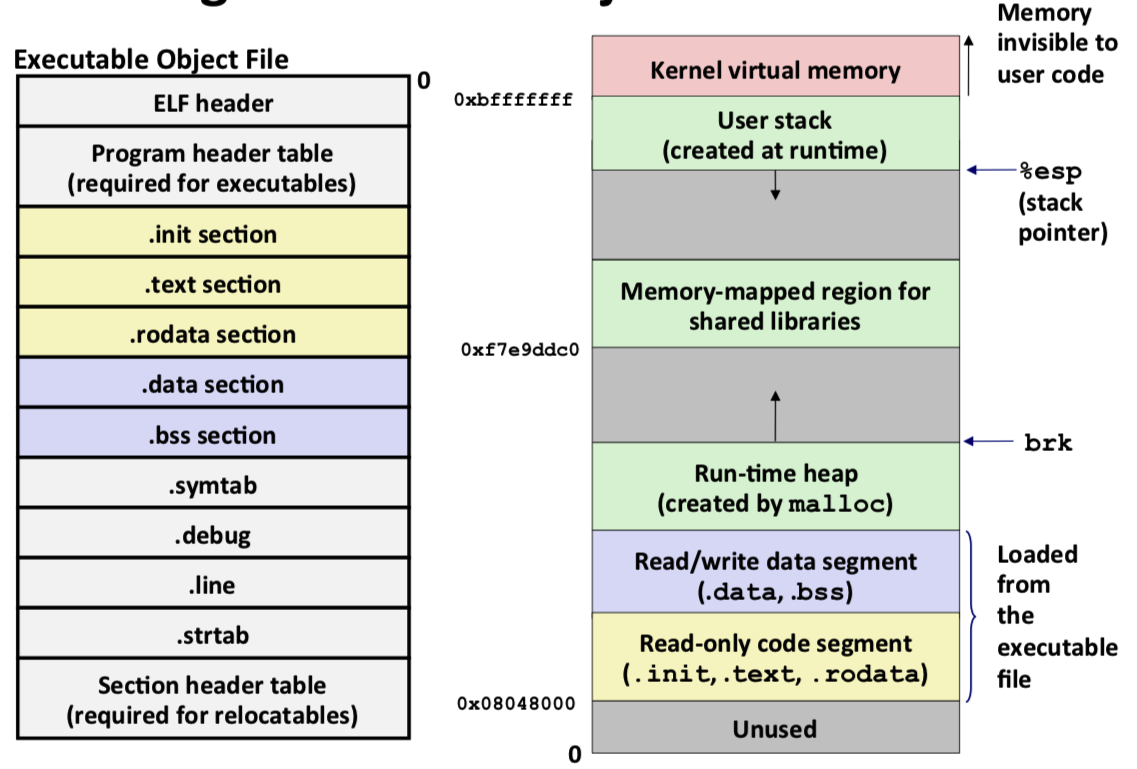 Executable Object File
0
ELF header
Program header table
(required for executables)
.init section
.text section
.rodata section
.data section
.bss section
.symtab
.debug
.line
.strtab
Section header table
(required for relocatables)
Memory
invisible to
user code
Kernel virtual memory
0xbfffffff
User stack
(created at runtime)
%esp
(stack
pointer)
Memory-mapped region for
shared libraries
0xf7e9ddc0
brk
Run-time heap
(created by malloc)
Read/write data segment
(.data, .bss)
Read-only code segment
(.init, .text, .rodata)
Loaded
from
the
executable
file
0x08048000
Unused
0